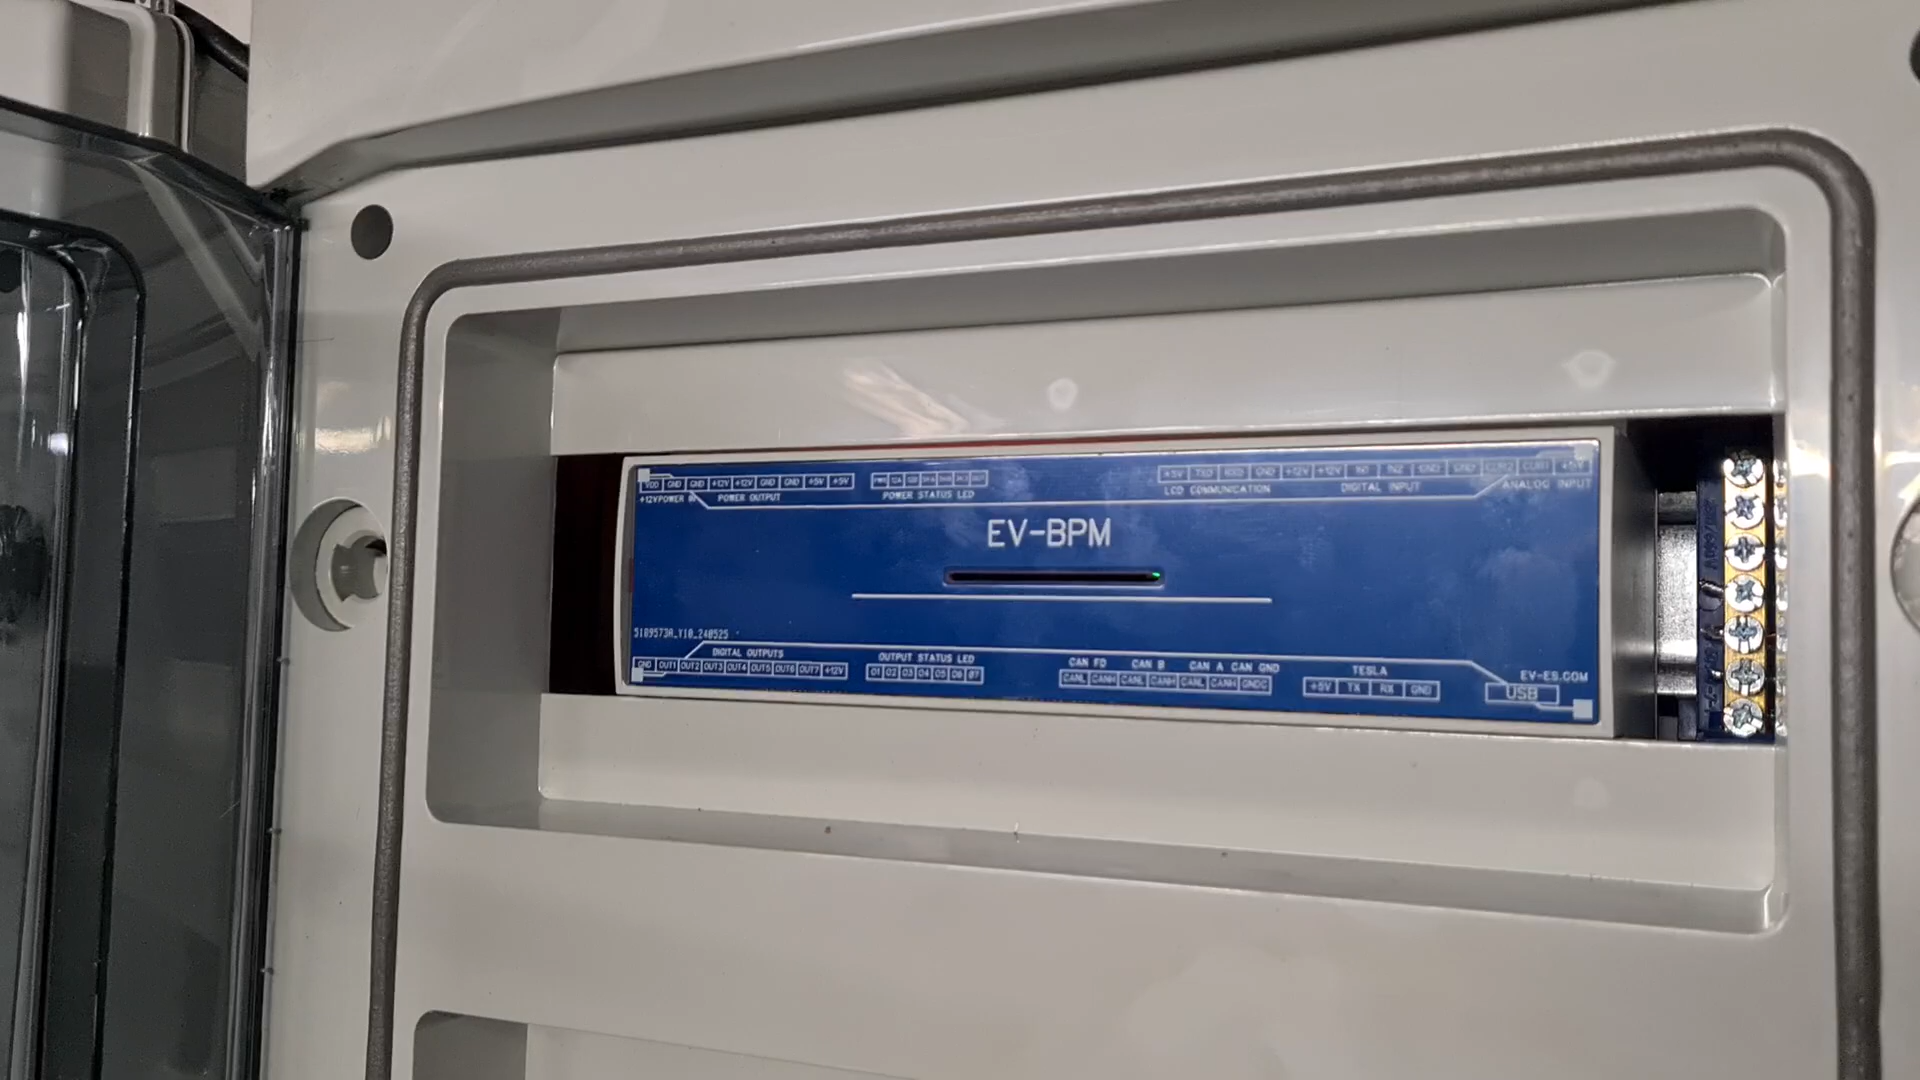 VDD GND GND +12V +12V GND GND +5V +5V
+12VPOWER IN POWER OUTPUT
POWER STATUS LED
+5V TXD RXD GND +12V +12V IN1 IN2 GND GND CUR2 CUR1 +5V
LCD COMMUNICATION DIGITAL INPUT ANALOG INPUT
EV-BPM
5189573A_Y10_240525
DIGITAL OUTPUTS
GND OUT1 OUT2 OUT3 OUT4 OUT5 OUT6 OUT7 +12V
OUTPUT STATUS LED
O1 O2 O3 O4 O5 O6 O7
CAN FD CAN B CAN A CAN GND
CANL CANH CANL CANH CANL CANH GNDC
TESLA
+5V TX RX GND
EV-ES.COM
USB